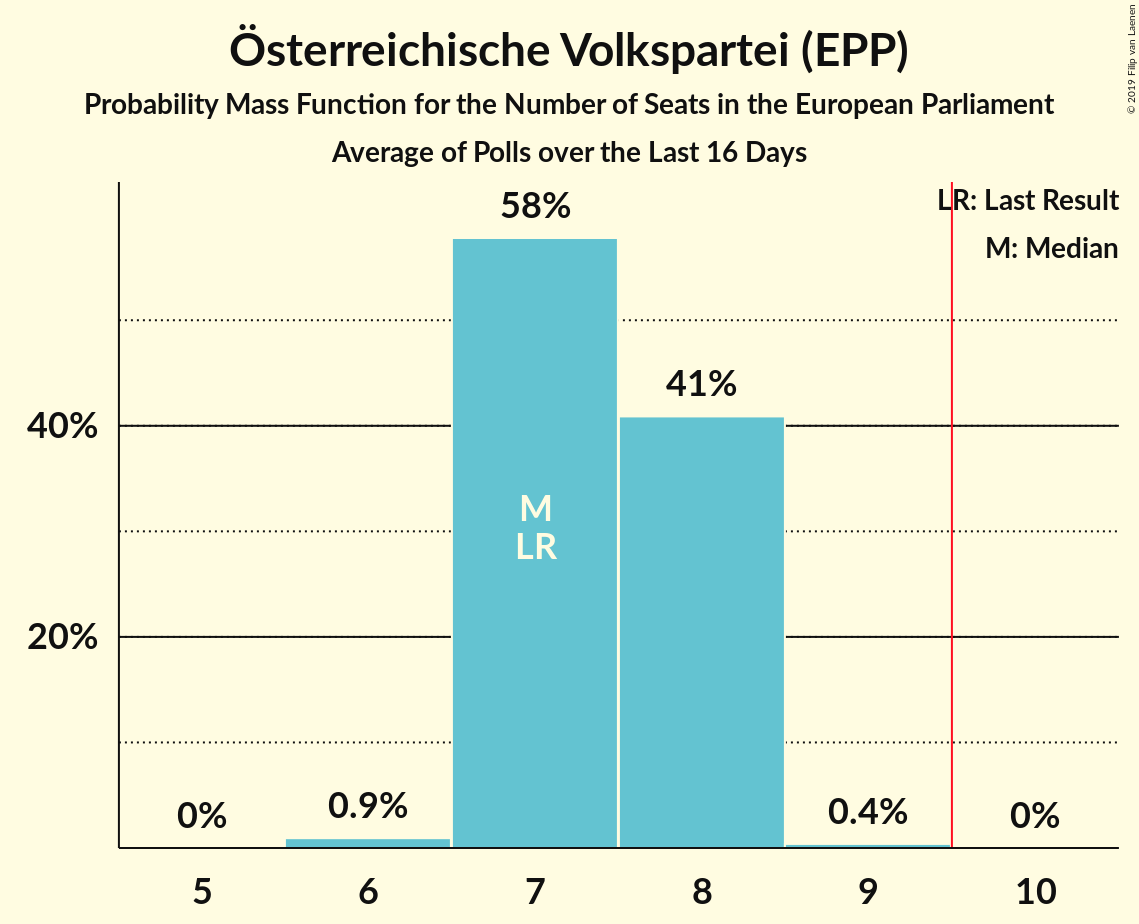 Österreichische Volkspartei (EPP)
Probability Mass Function for the Number of Seats in the European Parliament
Average of Polls over the Last 16 Days
© 2019 Filip van Laenen
LR: Last Result
M: Median
58%
41%
40%
M
LR
20%
0%
0.9%
0.4%
0%
5
6
7
8
9
10